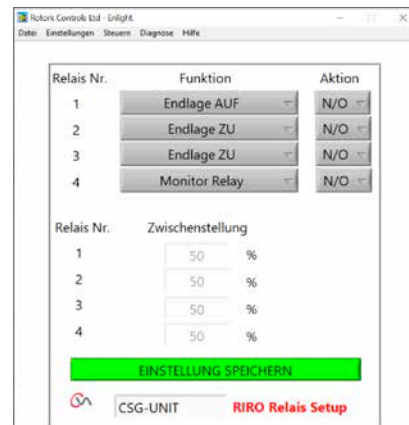 Rotork Controls Ltd - Enlight
Datei Einstellungen Steuern Diagnose Hilfe
Relais Nr. Funktion Aktion
1 Endlage AUF N/O
2 Endlage ZU N/O
3 Endlage ZU N/O
4 Monitor Relay N/O
Relais Nr. Zwischenstellung
1 50 %
2 50 %
3 50 %
4 50 %
EINSTELLUNG SPEICHERN
CSG-UNIT RIRO Relais Setup